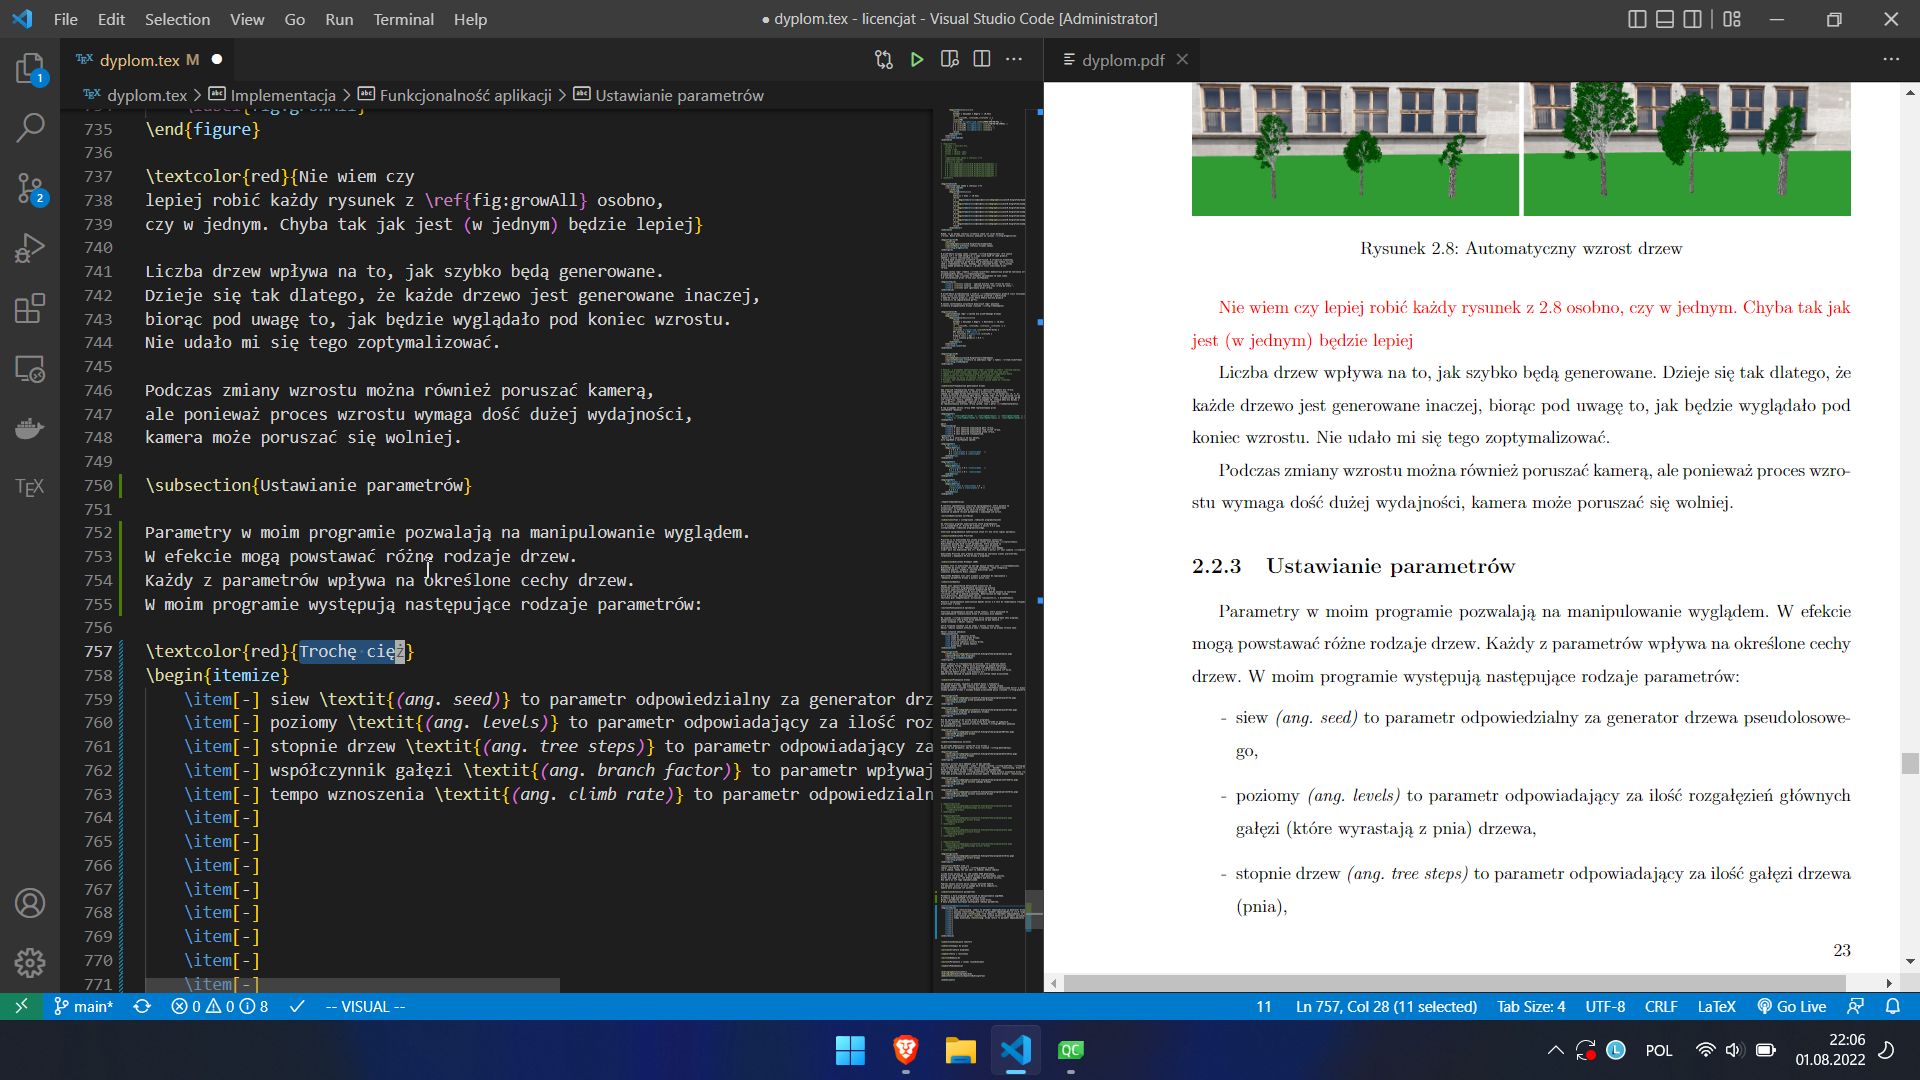 File Edit Selection View Go Run Terminal Help
● dyplom.tex - licencjat - Visual Studio Code [Administrator]
dyplom.tex M ●
dyplom.pdf
dyplom.tex > Implementacja > Funkcjonalność aplikacji > Ustawianie parametrów
735 \end{figure}
736
737 \textcolor{red}{Nie wiem czy
738 lepiej robić każdy rysunek z \ref{fig:growAll} osobno,
739 czy w jednym. Chyba tak jak jest (w jednym) będzie lepiej}
740
741 Liczba drzew wpływa na to, jak szybko będą generowane.
742 Dzieje się tak dlatego, że każde drzewo jest generowane inaczej,
743 biorąc pod uwagę to, jak będzie wyglądało pod koniec wzrostu.
744 Nie udało mi się tego zoptymalizować.
745
746 Podczas zmiany wzrostu można również poruszać kamerą,
747 ale ponieważ proces wzrostu wymaga dość dużej wydajności,
748 kamera może poruszać się wolniej.
749
750 \subsection{Ustawianie parametrów}
751
752 Parametry w moim programie pozwalają na manipulowanie wyglądem.
753 W efekcie mogą powstawać różne rodzaje drzew.
754 Każdy z parametrów wpływa na określone cechy drzew.
755 W moim programie występują następujące rodzaje parametrów:
756
757 \textcolor{red}{Trochę cięż}
758 \begin{itemize}
759 \item[-] siew \textit{(ang. seed)} to parametr odpowiedzialny za generator drz
760 \item[-] poziomy \textit{(ang. levels)} to parametr odpowiadający za ilość roz
761 \item[-] stopnie drzew \textit{(ang. tree steps)} to parametr odpowiadający za
762 \item[-] współczynnik gałęzi \textit{(ang. branch factor)} to parametr wpływaj
763 \item[-] tempo wznoszenia \textit{(ang. climb rate)} to parametr odpowiedzialn
764 \item[-]
765 \item[-]
766 \item[-]
767 \item[-]
768 \item[-]
769 \item[-]
770 \item[-]
771 \item[-]
Rysunek 2.8: Automatyczny wzrost drzew
Nie wiem czy lepiej robić każdy rysunek z 2.8 osobno, czy w jednym. Chyba tak jak
jest (w jednym) będzie lepiej
Liczba drzew wpływa na to, jak szybko będą generowane. Dzieje się tak dlatego, że
każde drzewo jest generowane inaczej, biorąc pod uwagę to, jak będzie wyglądało pod
koniec wzrostu. Nie udało mi się tego zoptymalizować.
Podczas zmiany wzrostu można również poruszać kamerą, ale ponieważ proces wzro-
stu wymaga dość dużej wydajności, kamera może poruszać się wolniej.
2.2.3 Ustawianie parametrów
Parametry w moim programie pozwalają na manipulowanie wyglądem. W efekcie
mogą powstawać różne rodzaje drzew. Każdy z parametrów wpływa na określone cechy
drzew. W moim programie występują następujące rodzaje parametrów:
- siew (ang. seed) to parametr odpowiedzialny za generator drzewa pseudolosowe-
go,
- poziomy (ang. levels) to parametr odpowiadający za ilość rozgałęzień głównych
gałęzi (które wyrastają z pnia) drzewa,
- stopnie drzew (ang. tree steps) to parametr odpowiadający za ilość gałęzi drzewa
(pnia),
23
1
2
TEX
main* 0 0 8 -- VISUAL -- 11 Ln 757, Col 28 (11 selected) Tab Size: 4 UTF-8 CRLF LaTeX Go Live
QC
L
POL
22:06
01.08.2022